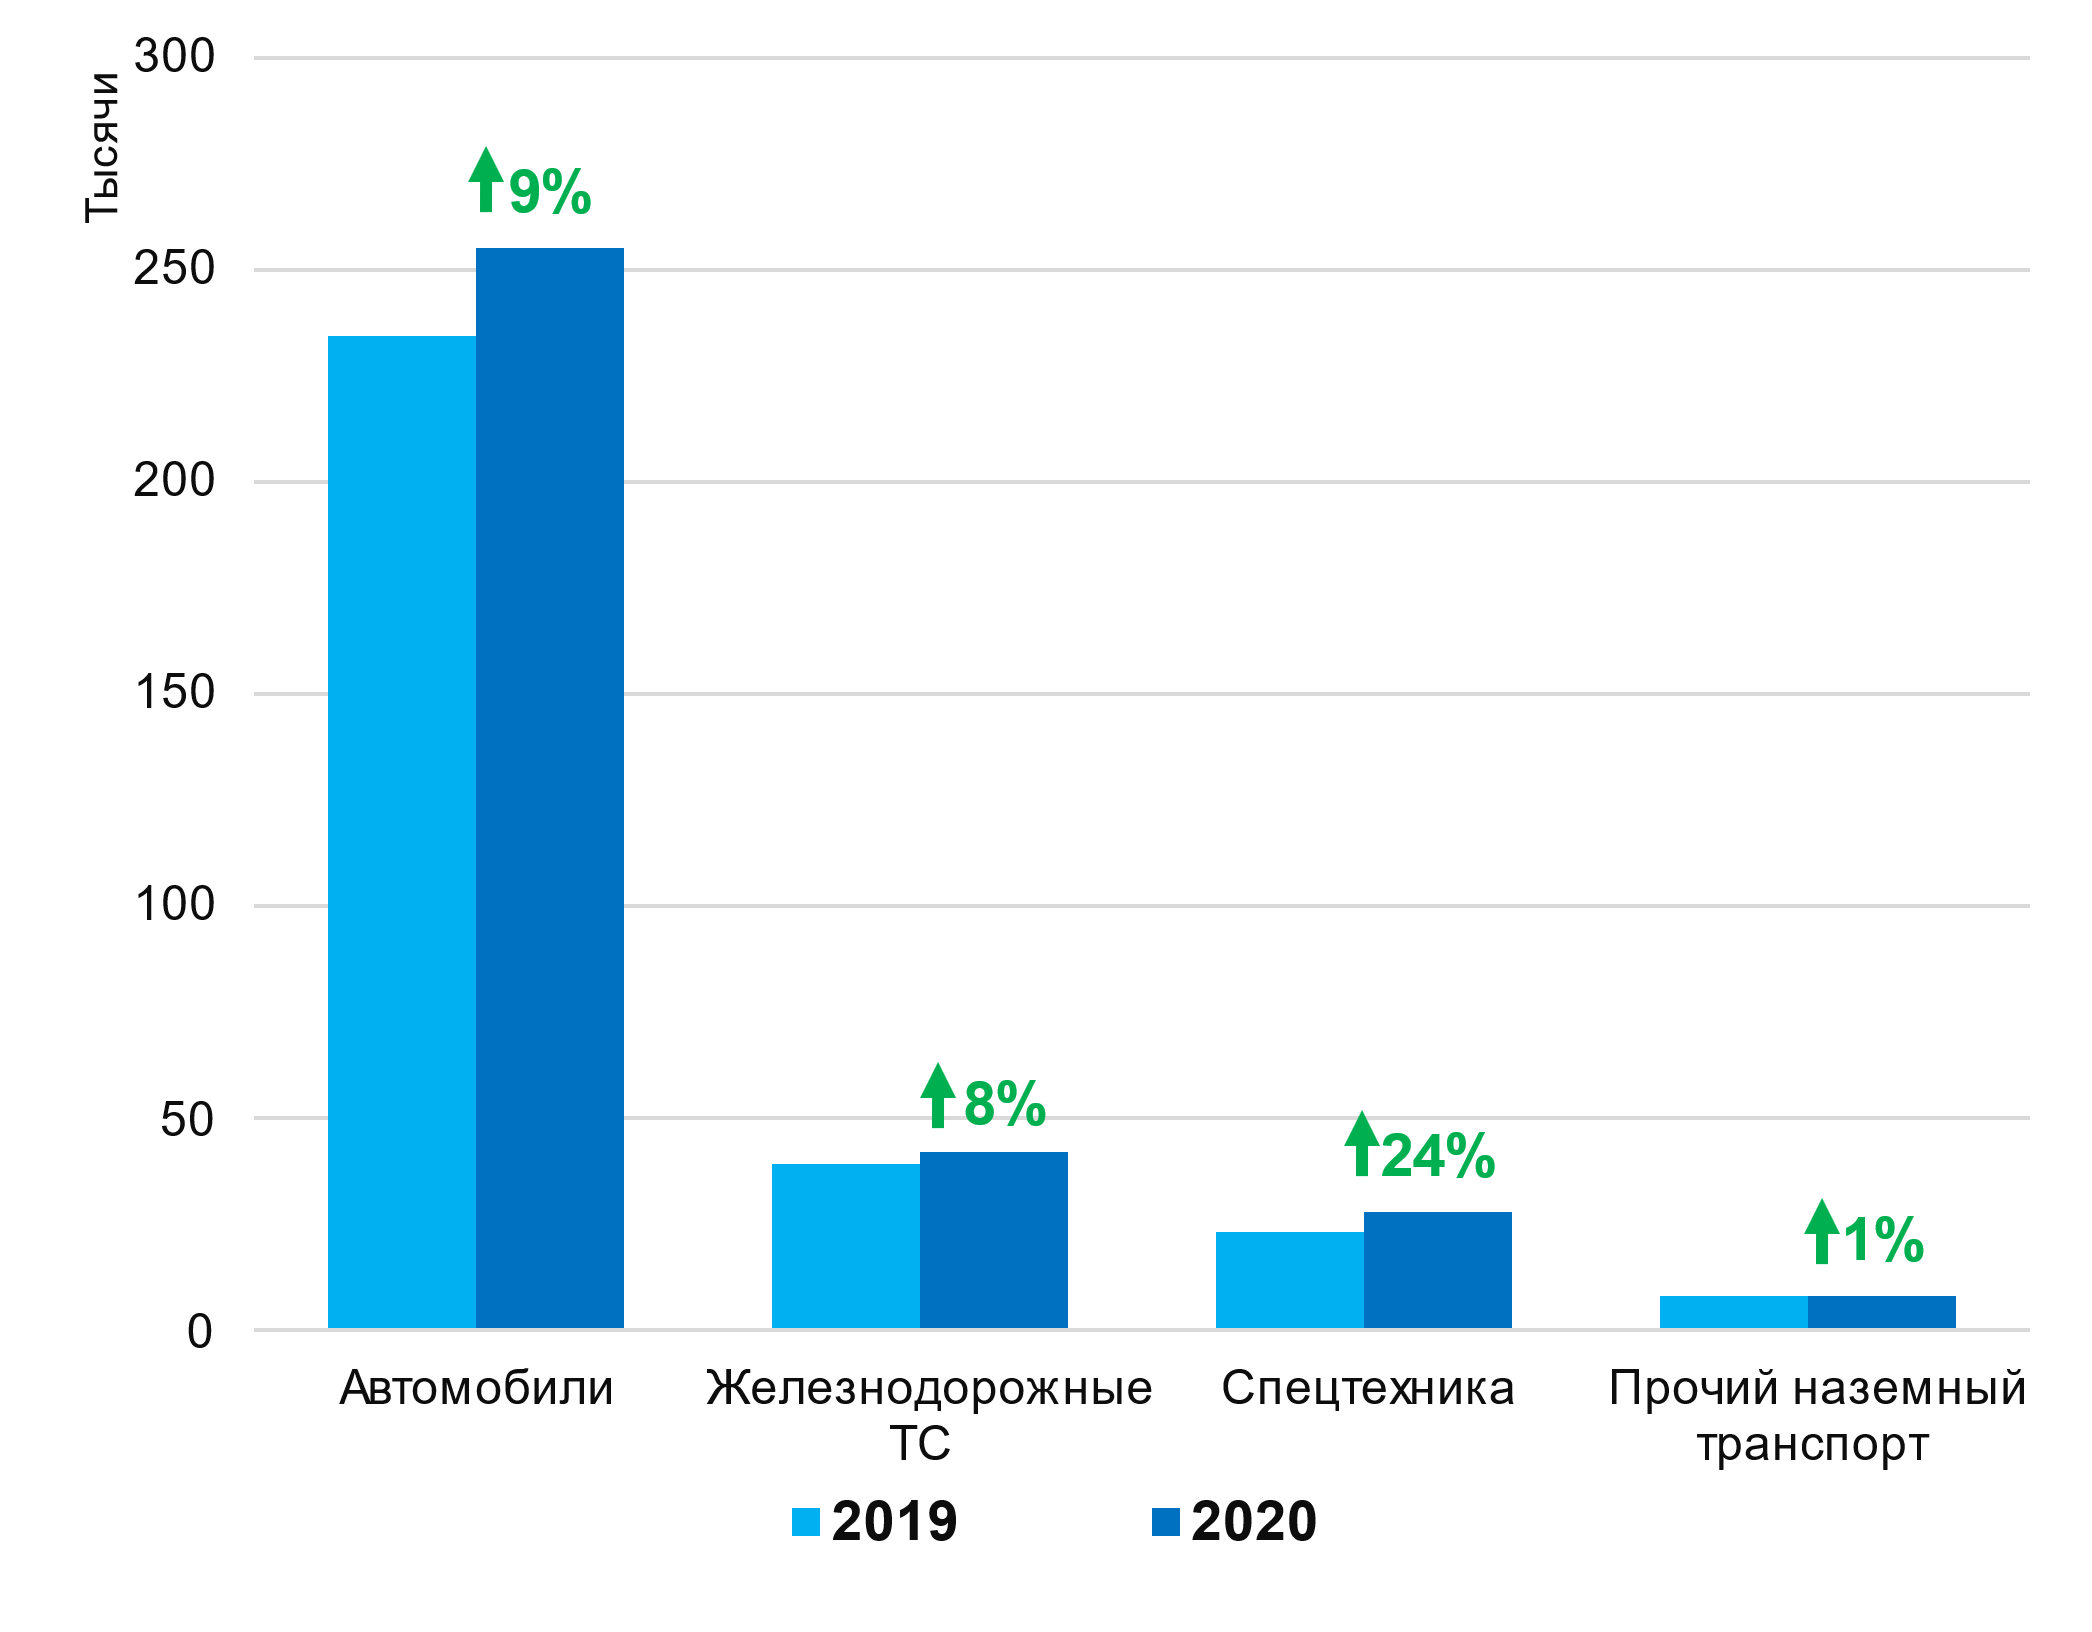 Тысячи
300
250
200
150
100
50
0
9%
8%
24%
1%
Автомобили
Железнодорожные
ТС
Спецтехника
Прочий наземный
транспорт
2019
2020